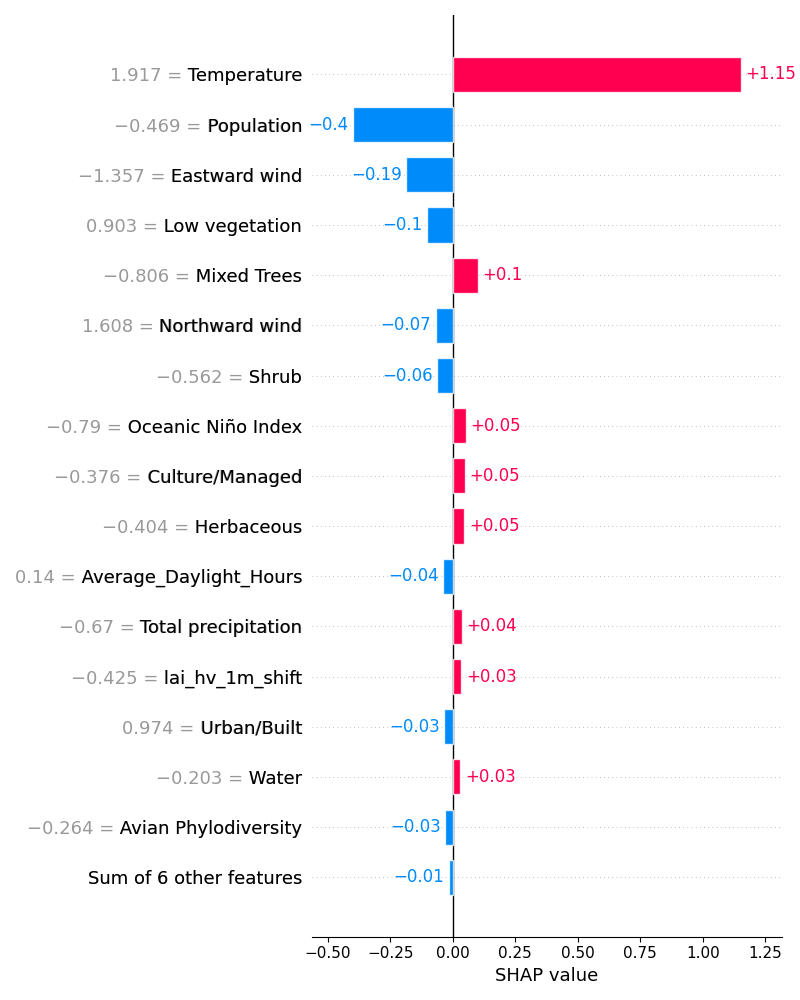 1.917 = Temperature +1.15
−0.469 = Population −0.4
−1.357 = Eastward wind −0.19
0.903 = Low vegetation −0.1
−0.806 = Mixed Trees +0.1
1.608 = Northward wind −0.07
−0.562 = Shrub −0.06
−0.79 = Oceanic Niño Index +0.05
−0.376 = Culture/Managed +0.05
−0.404 = Herbaceous +0.05
0.14 = Average_Daylight_Hours −0.04
−0.67 = Total precipitation +0.04
−0.425 = lai_hv_1m_shift +0.03
0.974 = Urban/Built −0.03
−0.203 = Water +0.03
−0.264 = Avian Phylodiversity −0.03
Sum of 6 other features −0.01
−0.50 −0.25 0.00 0.25 0.50 0.75 1.00 1.25
SHAP value